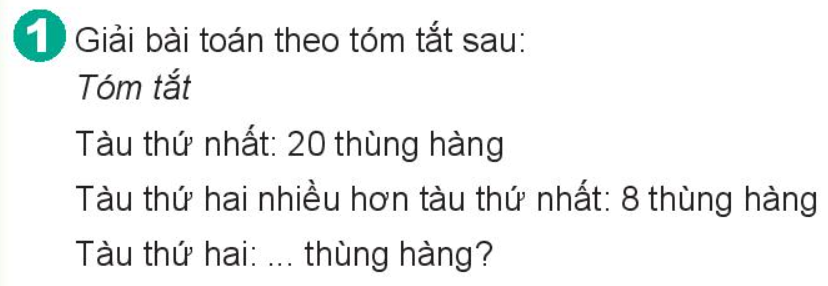 1 Giải bài toán theo tóm tắt sau:
Tóm tắt
Tàu thứ nhất: 20 thùng hàng
Tàu thứ hai nhiều hơn tàu thứ nhất: 8 thùng hàng
Tàu thứ hai: ... thùng hàng?